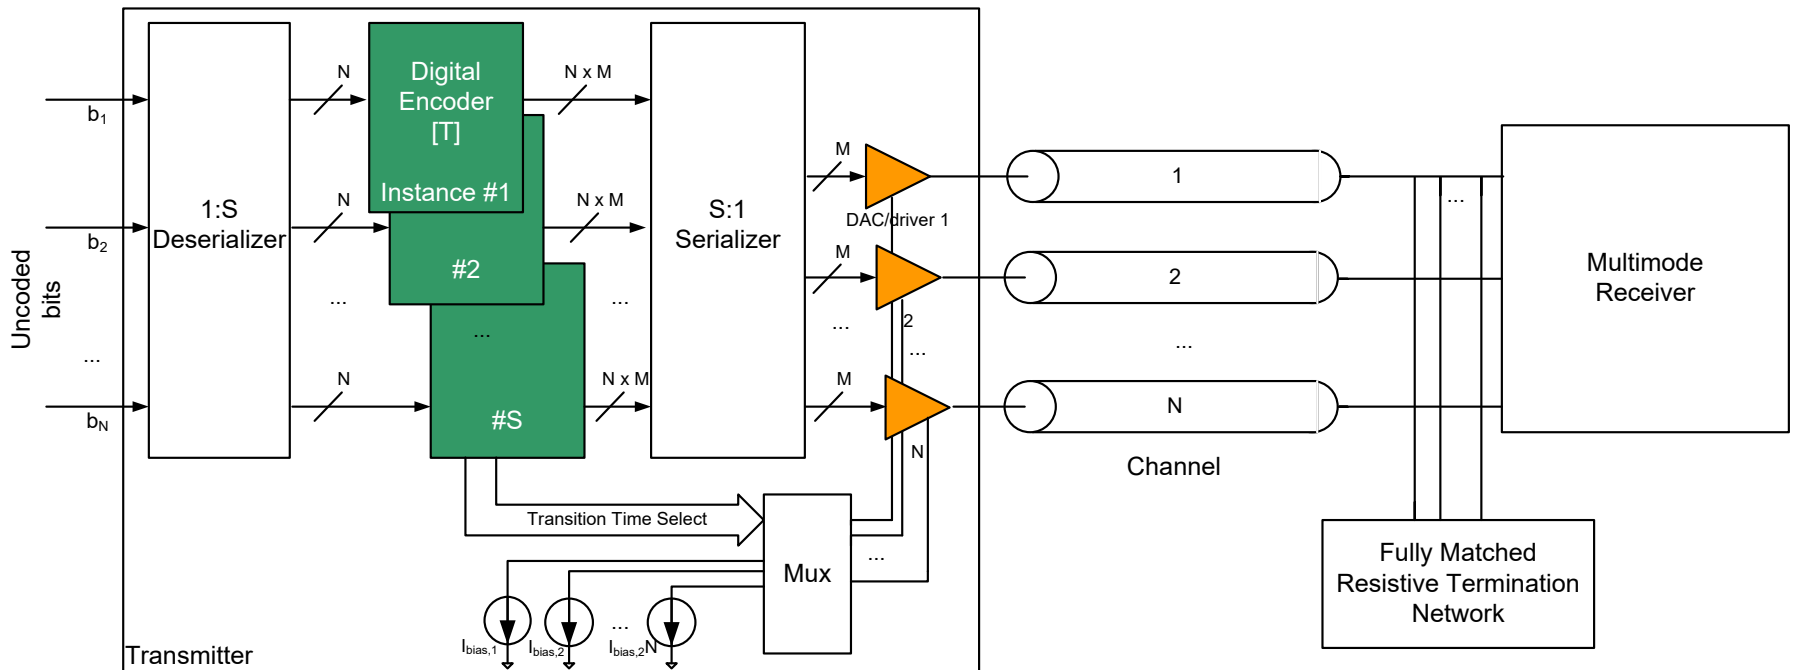 Uncoded
bits
b1
b2
...
bN
1:S
Deserializer
N
N
...
N
Digital
Encoder
[T]
Instance #1
#2
...
#S
N x M
N x M
...
N x M
S:1
Serializer
M
M
...
M
DAC/driver 1
2
...
N
Transition Time Select
Mux
...
Ibias,1
Ibias,2
...
Ibias,2N
Transmitter
1
2
...
N
Channel
...
Multimode
Receiver
Fully Matched
Resistive Termination
Network